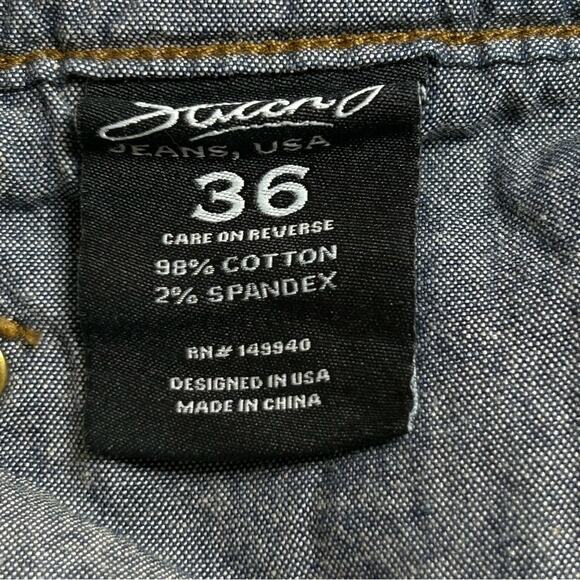 JEANS, USA
36
CARE ON REVERSE
98% COTTON
2% SPANDEX
RN# 149940
DESIGNED IN USA
MADE IN CHINA